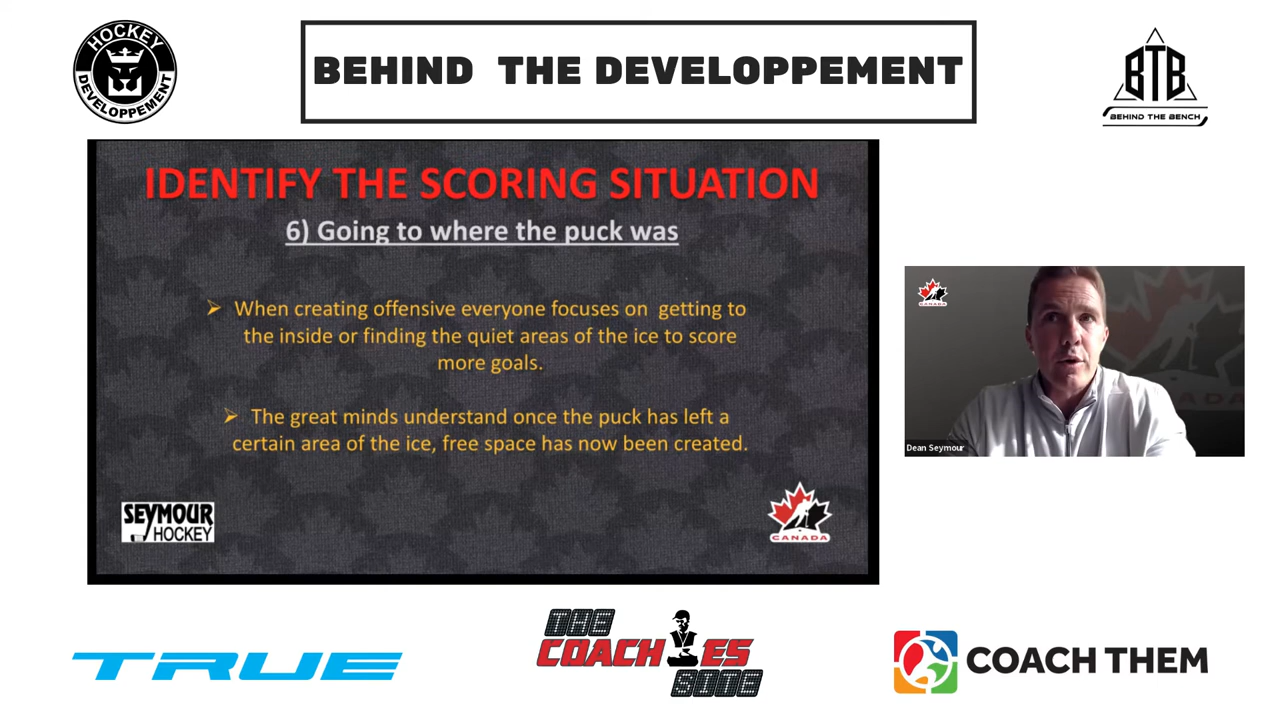 HOCKEY
DEVELOPPEMENT
BEHIND THE DEVELOPPEMENT
BTB
BEHIND THE BENCH
IDENTIFY THE SCORING SITUATION
6) Going to where the puck was
➢ When creating offensive everyone focuses on getting to
the inside or finding the quiet areas of the ice to score
more goals.
➢ The great minds understand once the puck has left a
certain area of the ice, free space has now been created.
SEYMOUR
HOCKEY
CANADA
CANADA
Dean Seymour
TRUE
THE
COACHES
SITE
COACH THEM